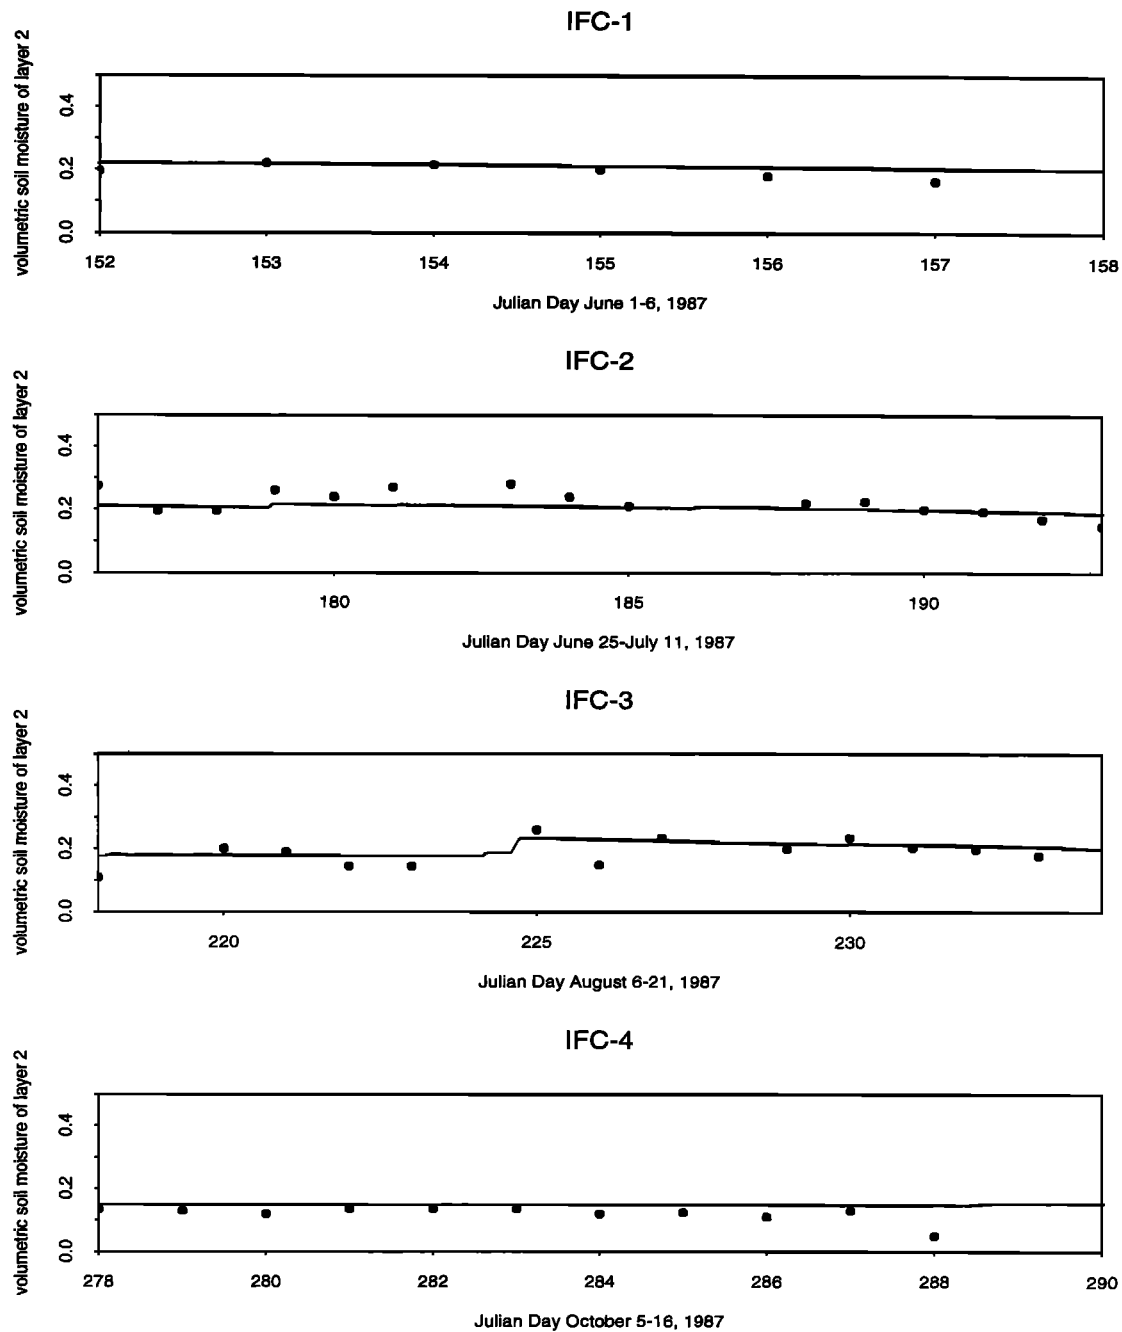 IFC-1
volumetric soil moisture of layer 2
0.4
0.2
0.0
152 153 154 155 156 157 158
Julian Day June 1-6, 1987
IFC-2
volumetric soil moisture of layer 2
0.4
0.2
0.0
180 185 190
Julian Day June 25-July 11, 1987
IFC-3
volumetric soil moisture of layer 2
0.4
0.2
0.0
220 225 230
Julian Day August 6-21, 1987
IFC-4
volumetric soil moisture of layer 2
0.4
0.2
0.0
278 280 282 284 286 288 290
Julian Day October 5-16, 1987